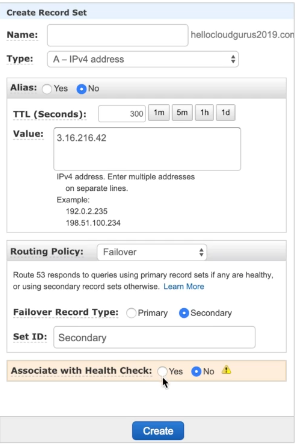 Create Record Set
Name: hellocloudgurus2019.com
Type: A – IPv4 address
Alias: Yes No
TTL (Seconds): 300 1m 5m 1h 1d
Value: 3.16.216.42
IPv4 address. Enter multiple addresses
on separate lines.
Example:
192.0.2.235
198.51.100.234
Routing Policy: Failover
Route 53 responds to queries using primary record sets if any are healthy,
or using secondary record sets otherwise. Learn More
Failover Record Type: Primary Secondary
Set ID: Secondary
Associate with Health Check: Yes No
Create